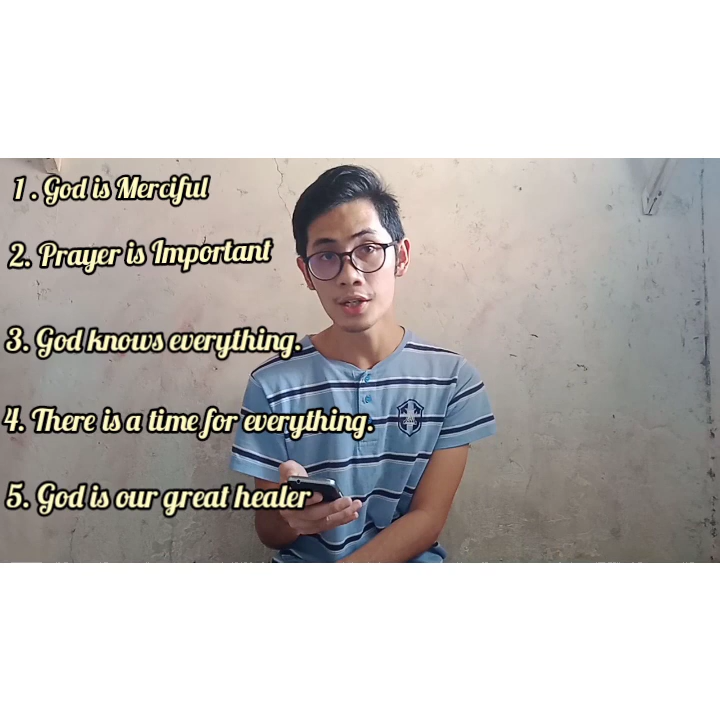 1. God is Merciful
2. Prayer is Important
3. God knows everything.
4. There is a time for everything.
5. God is our great healer